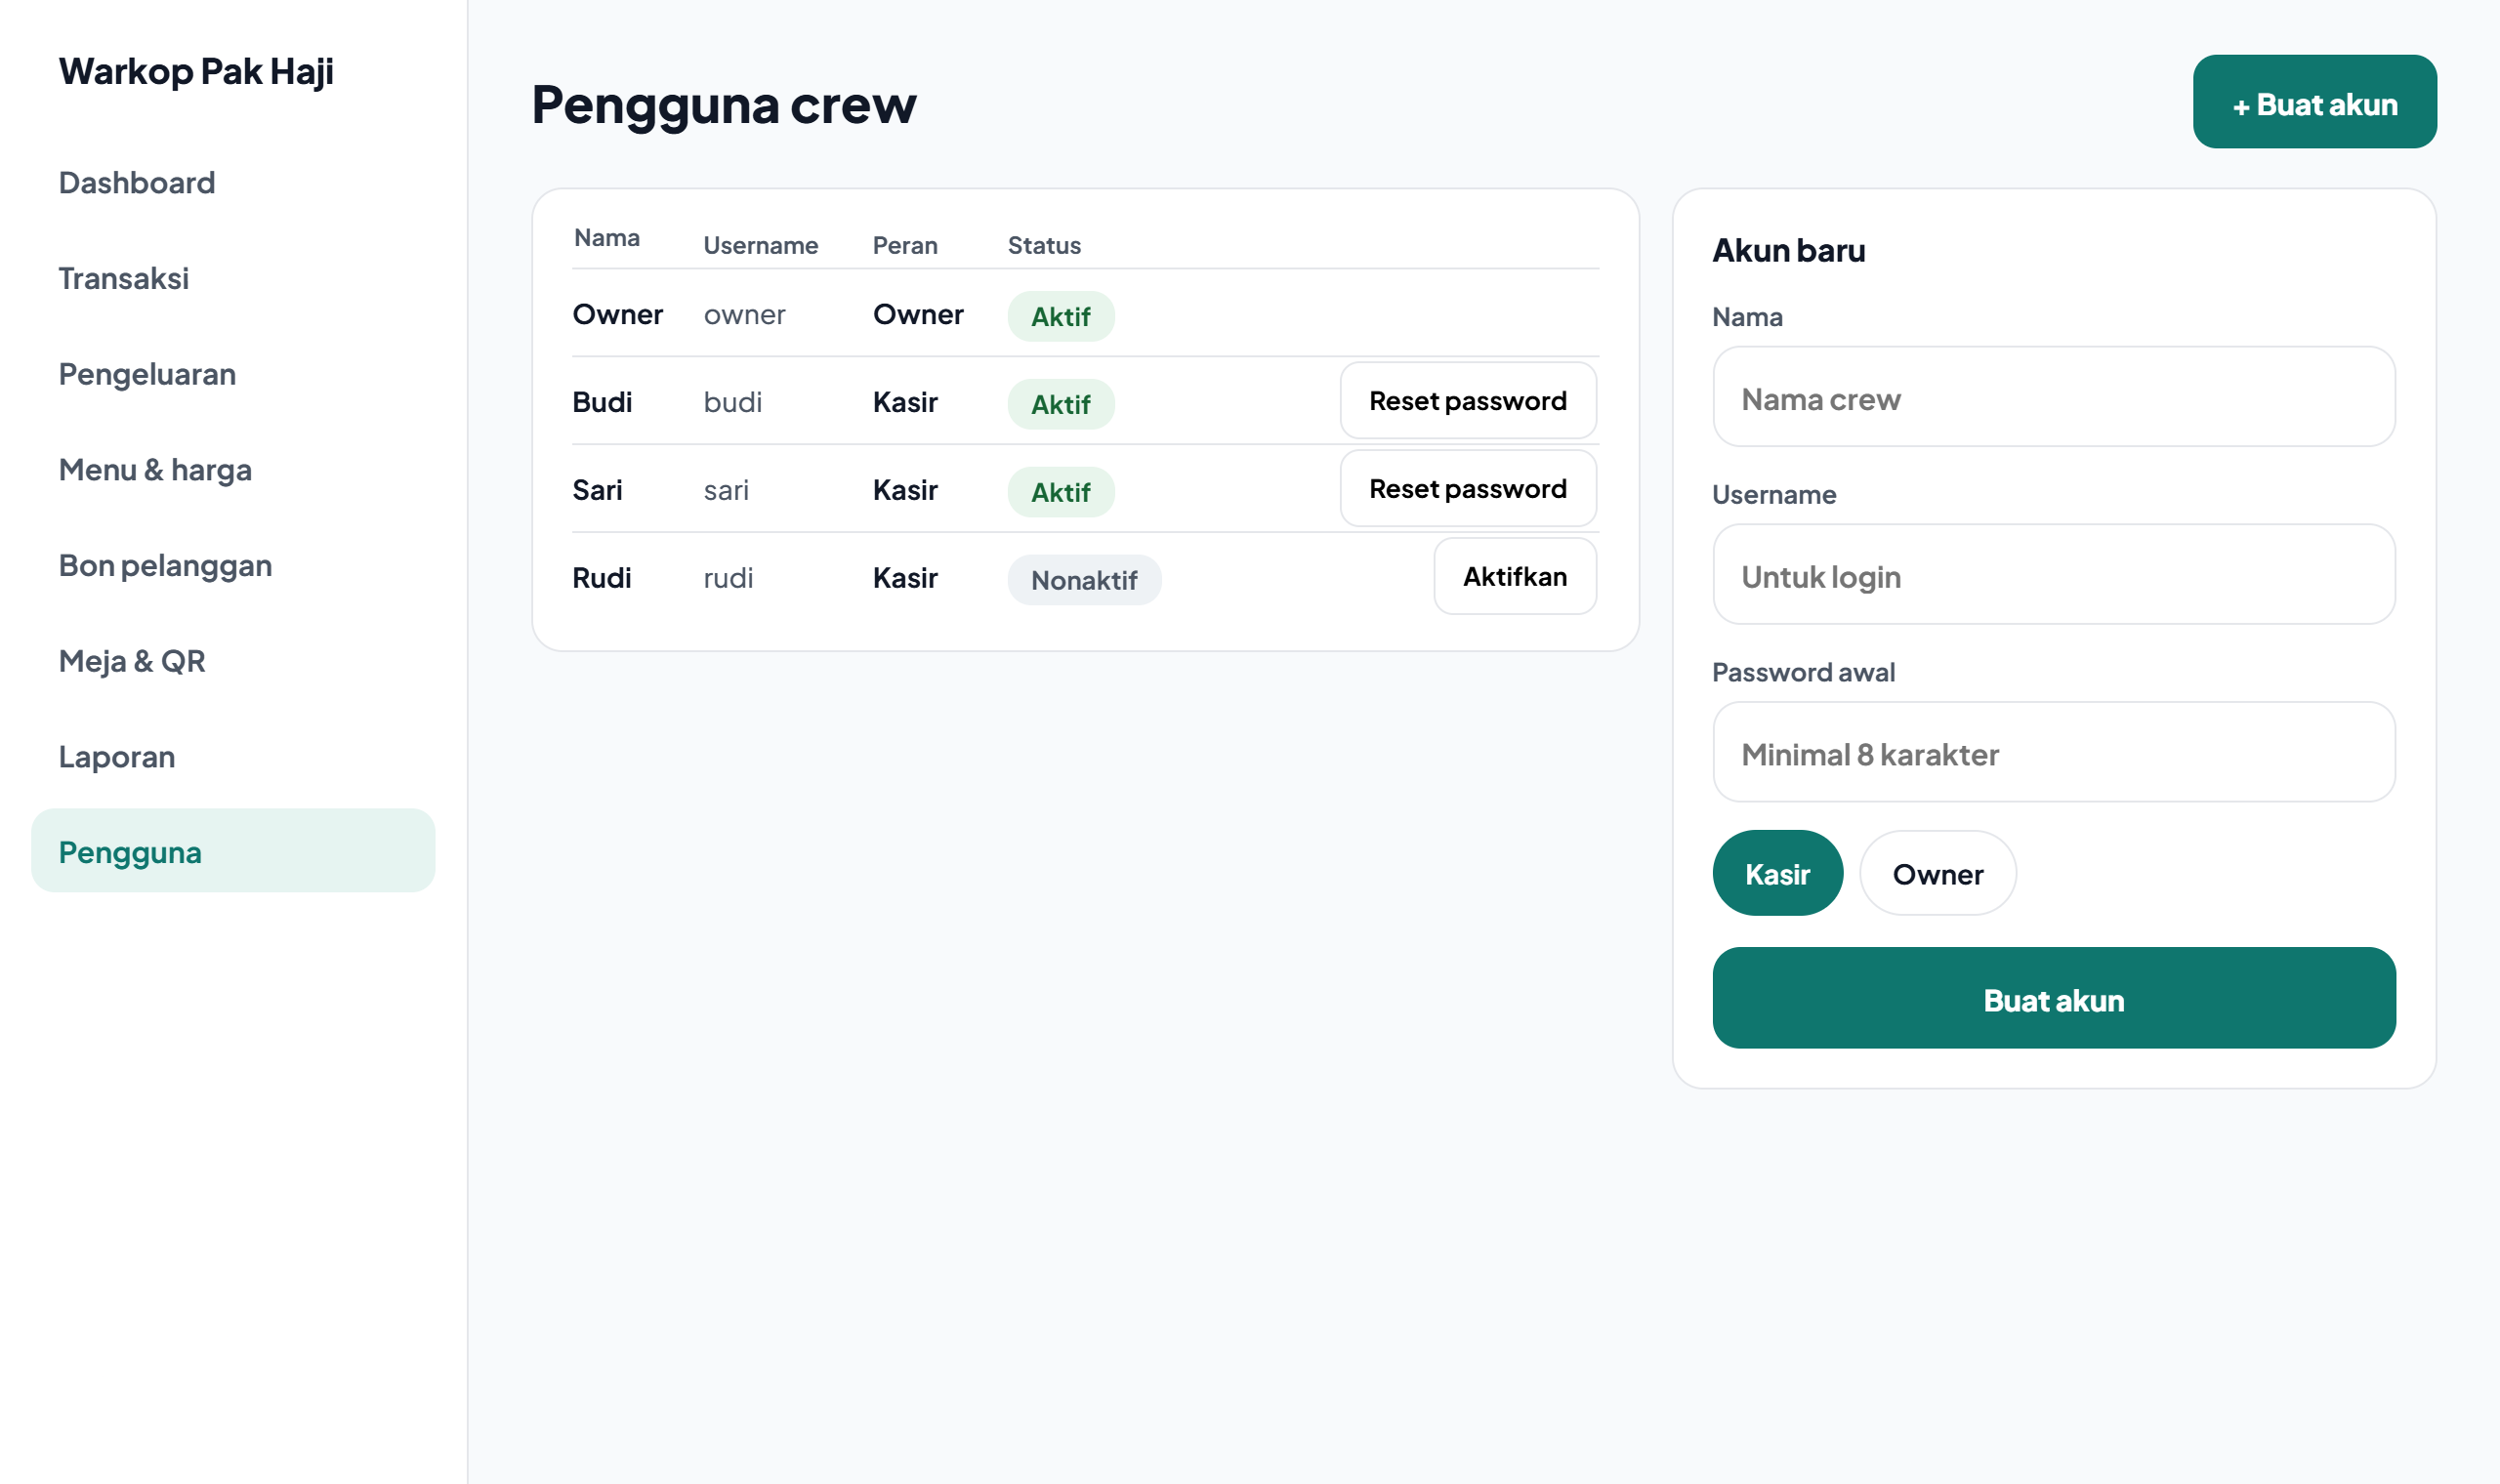 Warkop Pak Haji
Dashboard
Transaksi
Pengeluaran
Menu & harga
Bon pelanggan
Meja & QR
Laporan
Pengguna
Pengguna crew
+ Buat akun
Nama Username Peran Status
Owner owner Owner Aktif
Budi budi Kasir Aktif Reset password
Sari sari Kasir Aktif Reset password
Rudi rudi Kasir Nonaktif Aktifkan
Akun baru
Nama
Nama crew
Username
Untuk login
Password awal
Minimal 8 karakter
Kasir Owner
Buat akun